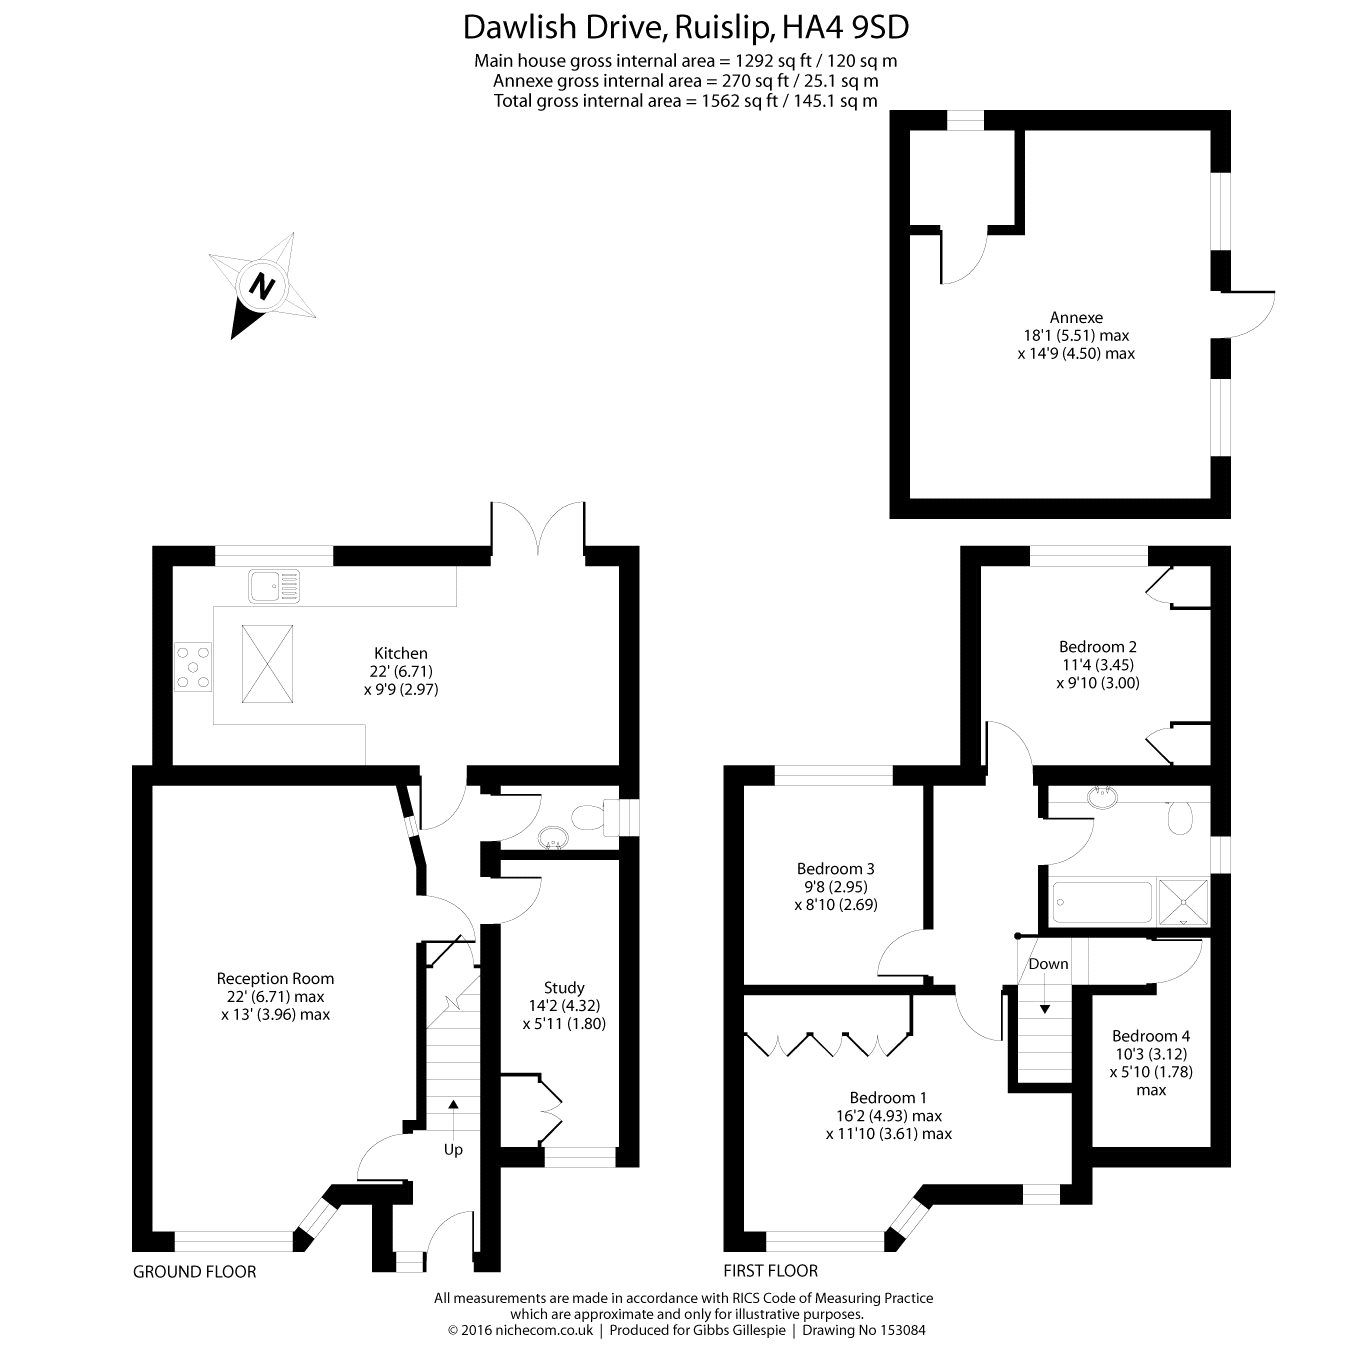 Dawlish Drive, Ruislip, HA4 9SD
Main house gross internal area = 1292 sq ft / 120 sq m
Annexe gross internal area = 270 sq ft / 25.1 sq m
Total gross internal area = 1562 sq ft / 145.1 sq m
N
Annexe
18'1 (5.51) max
x 14'9 (4.50) max
Kitchen
22' (6.71)
x 9'9 (2.97)
Bedroom 2
11'4 (3.45)
x 9'10 (3.00)
Bedroom 3
9'8 (2.95)
x 8'10 (2.69)
Reception Room
22' (6.71) max
x 13' (3.96) max
Study
14'2 (4.32)
x 5'11 (1.80)
Up
Down
Bedroom 4
10'3 (3.12)
x 5'10 (1.78)
max
Bedroom 1
16'2 (4.93) max
x 11'10 (3.61) max
GROUND FLOOR
FIRST FLOOR
All measurements are made in accordance with RICS Code of Measuring Practice
which are approximate and only for illustrative purposes.
© 2016 nichecom.co.uk | Produced for Gibbs Gillespie | Drawing No 153084